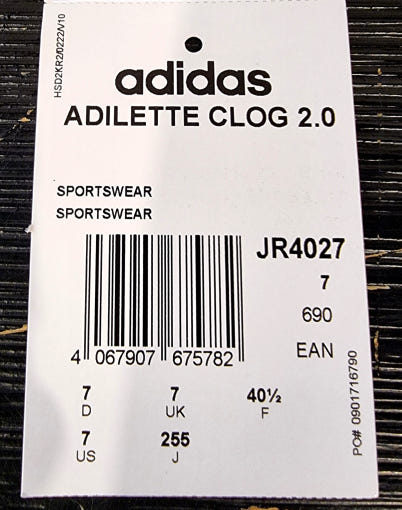 HSD2KR2/0222/V10
adidas
ADILETTE CLOG 2.0
SPORTSWEAR
SPORTSWEAR
JR4027
7
690
EAN
4 067907 675782
7 7 40½
D UK F
7 255
US J
PO# 0901716790